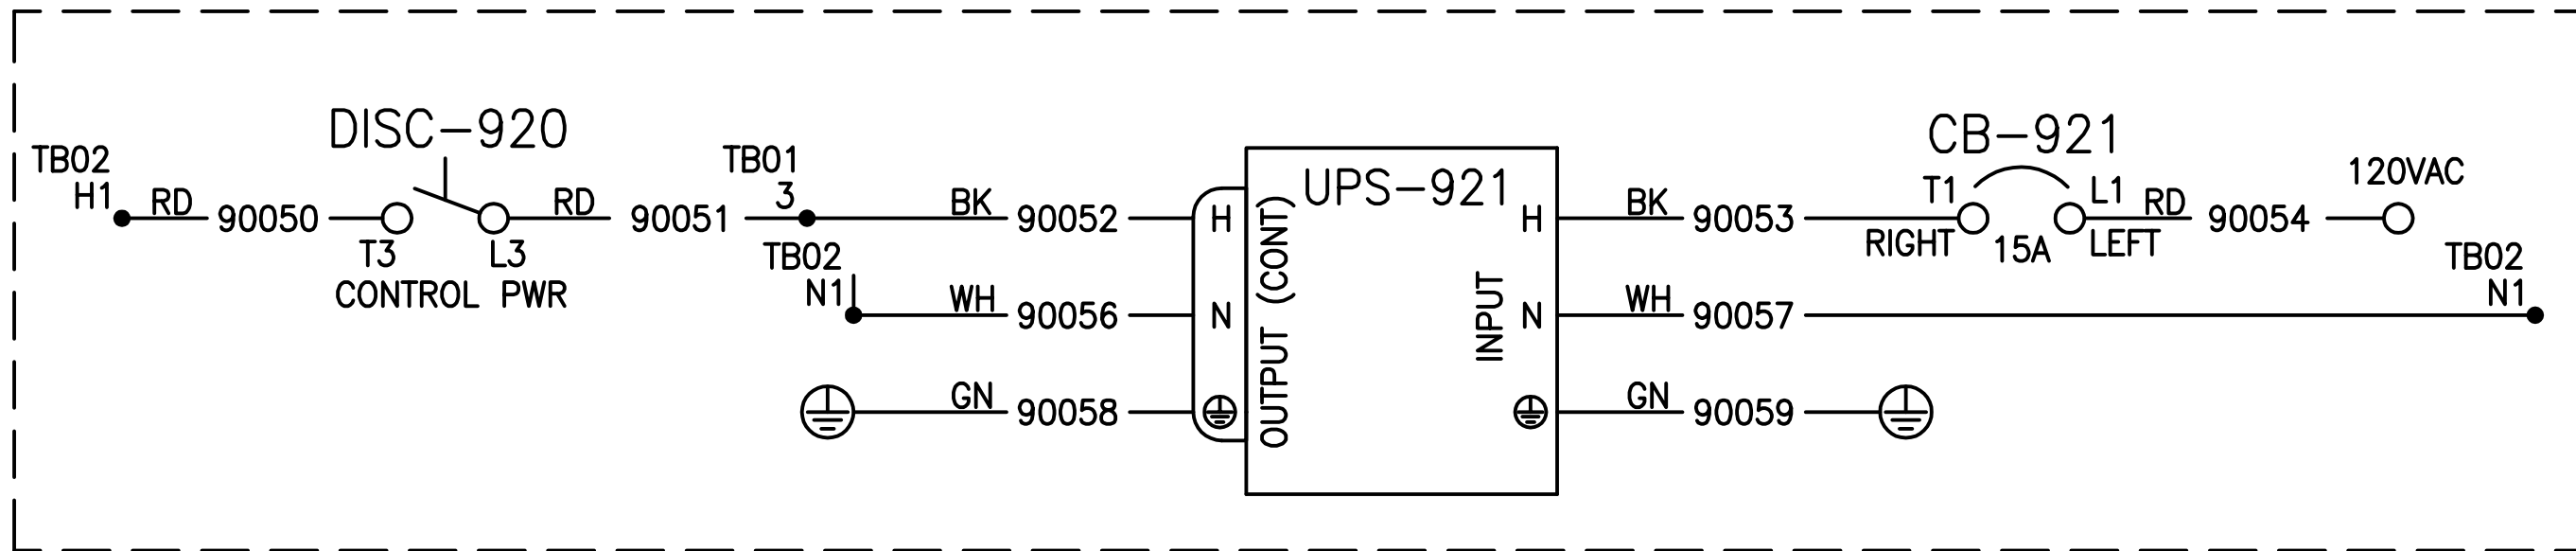 DISC-920
CB-921
TB02
H1
RD
90050
T3
L3
CONTROL PWR
RD
90051
TB01
3
BK
90052
H
TB02
N1
WH
90056
N
GN
90058
OUTPUT (CONT)
UPS-921
INPUT
H
BK
90053
T1
RIGHT
15A
L1
LEFT
RD
90054
120VAC
N
WH
90057
TB02
N1
GN
90059